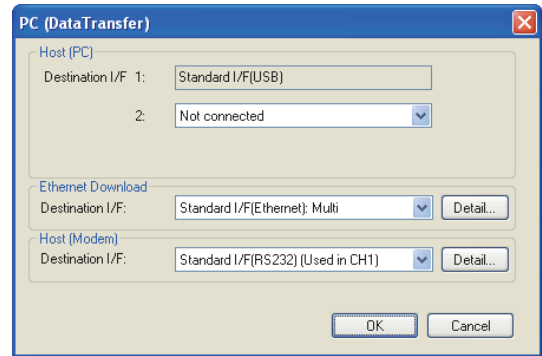 PC (DataTransfer)
Host (PC)
Destination I/F 1: Standard I/F(USB)
2: Not connected
Ethernet Download
Destination I/F: Standard I/F(Ethernet): Multi Detail...
Host (Modem)
Destination I/F: Standard I/F(RS232) (Used in CH1) Detail...
OK Cancel